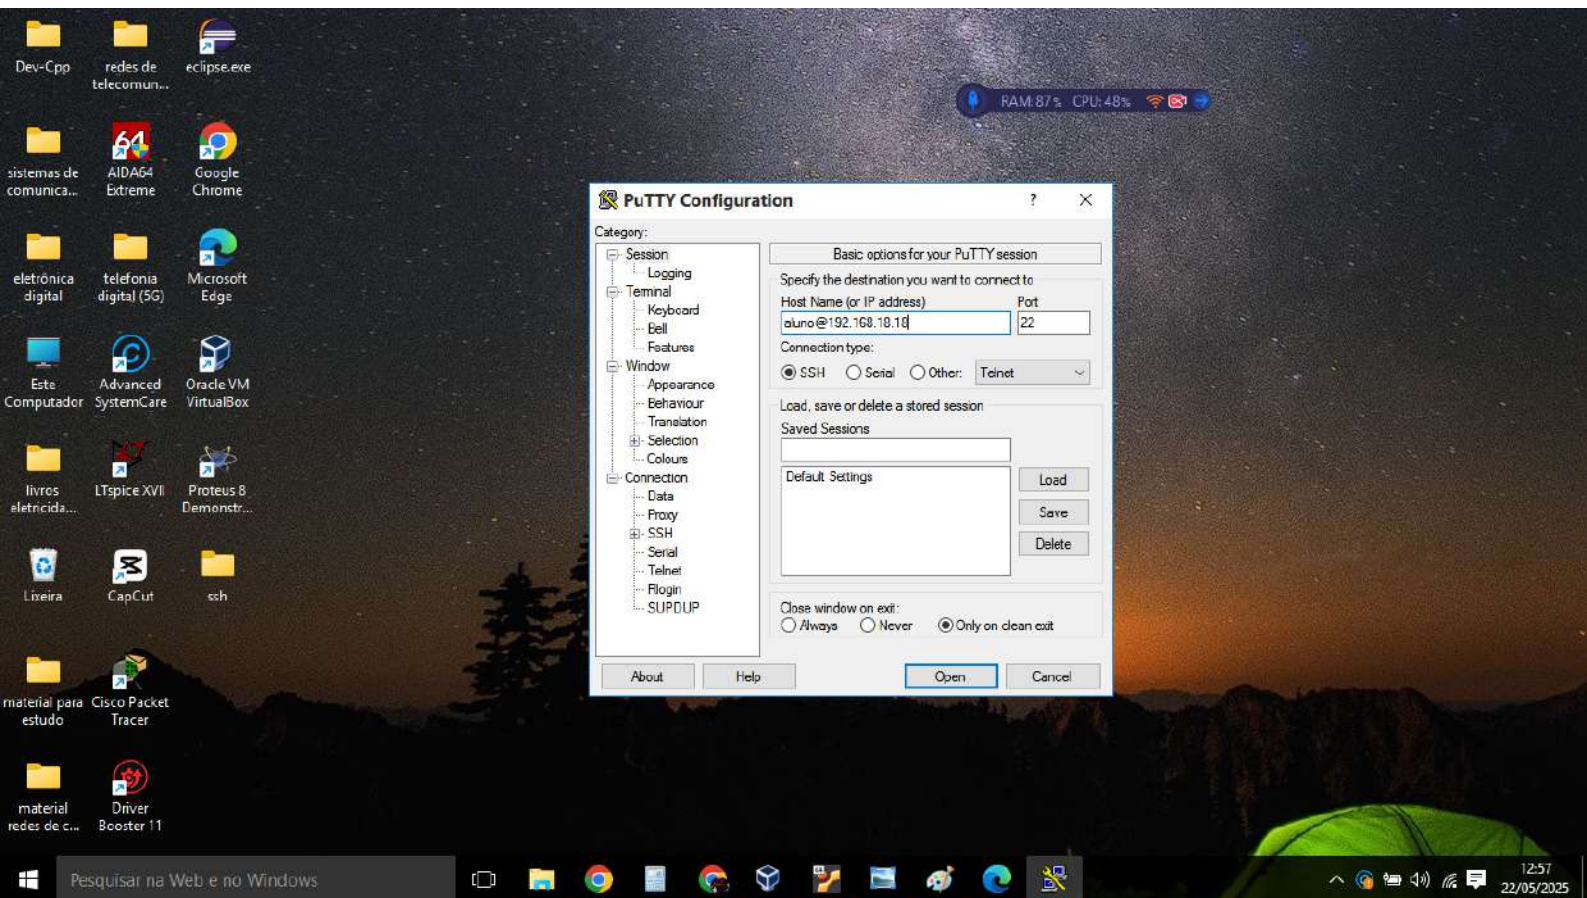 Dev-Cpp
redes de
telecomun...
eclipse.exe
sistemas de
comunica...
AIDA64
Extreme
Google
Chrome
eletrônica
digital
telefonia
digital (5G)
Microsoft
Edge
Este
Computador
Advanced
SystemCare
Oracle VM
VirtualBox
livros
eletricida...
LTspice XVII
Proteus 8
Demonstr...
Lixeira
CapCut
ssh
material para
estudo
Cisco Packet
Tracer
material
redes de c...
Driver
Booster 11
64
RAM: 87% CPU: 48%
PuTTY Configuration
?
Category:
Session
Logging
Terminal
Keyboard
Bell
Features
Window
Appearance
Behaviour
Translation
Selection
Colours
Connection
Data
Proxy
SSH
Serial
Telnet
Rlogin
SUPDUP
Basic options for your PuTTY session
Specify the destination you want to connect to
Host Name (or IP address) Port
aluno@192.168.18.18 22
Connection type:
SSH Serial Other: Telnet
Load, save or delete a stored session
Saved Sessions
Default Settings
Load
Save
Delete
Close window on exit:
Always Never Only on clean exit
About Help Open Cancel
Pesquisar na Web e no Windows
12:57
22/05/2025